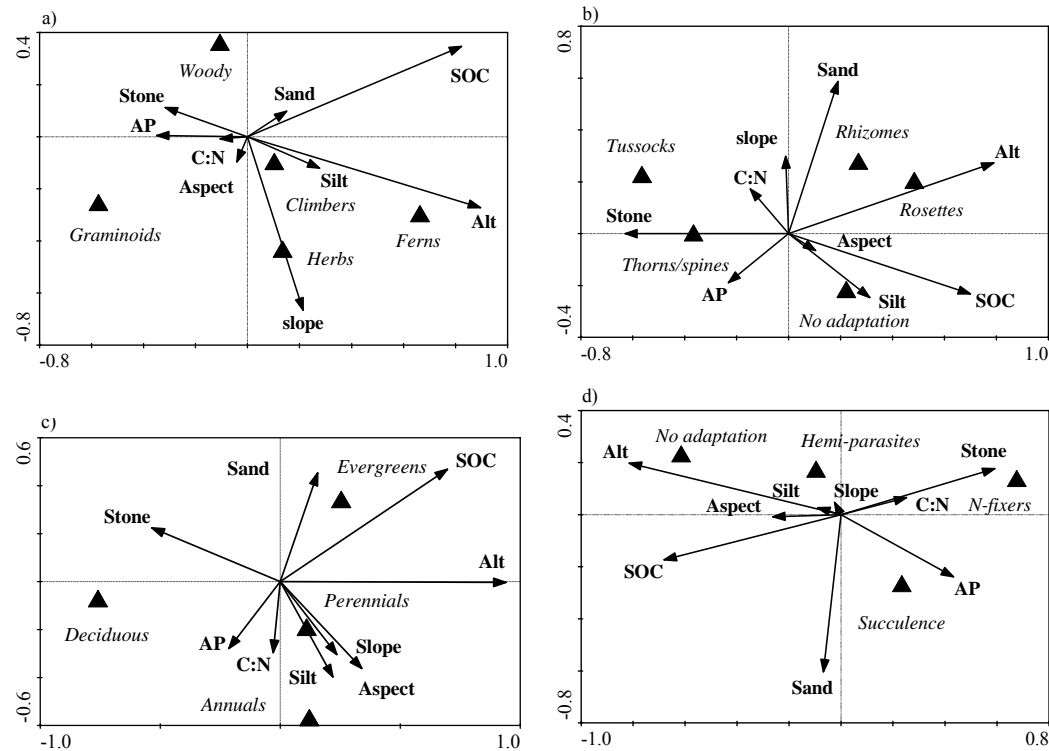 a)
0.4
Woody
SOC
Stone
Sand
AP
C:N
Aspect
Silt
Climbers
Alt
Graminoids
Herbs
Ferns
slope
-0.8
-0.8
1.0
b)
0.8
Sand
slope
Rhizomes
Tussocks
Alt
C:N
Stone
Rosettes
Aspect
Thorns/spines
AP
Silt
SOC
No adaptation
-0.4
-0.8
1.0
c)
0.6
Sand
Evergreens
SOC
Stone
Alt
Perennials
Deciduous
AP
C:N
Slope
Silt
Aspect
Annuals
-0.6
-1.0
1.0
d)
0.4
No adaptation
Hemi-parasites
Alt
Stone
Silt
Slope
Aspect
C:N
N-fixers
SOC
AP
Succulence
Sand
-0.8
-1.0
0.8